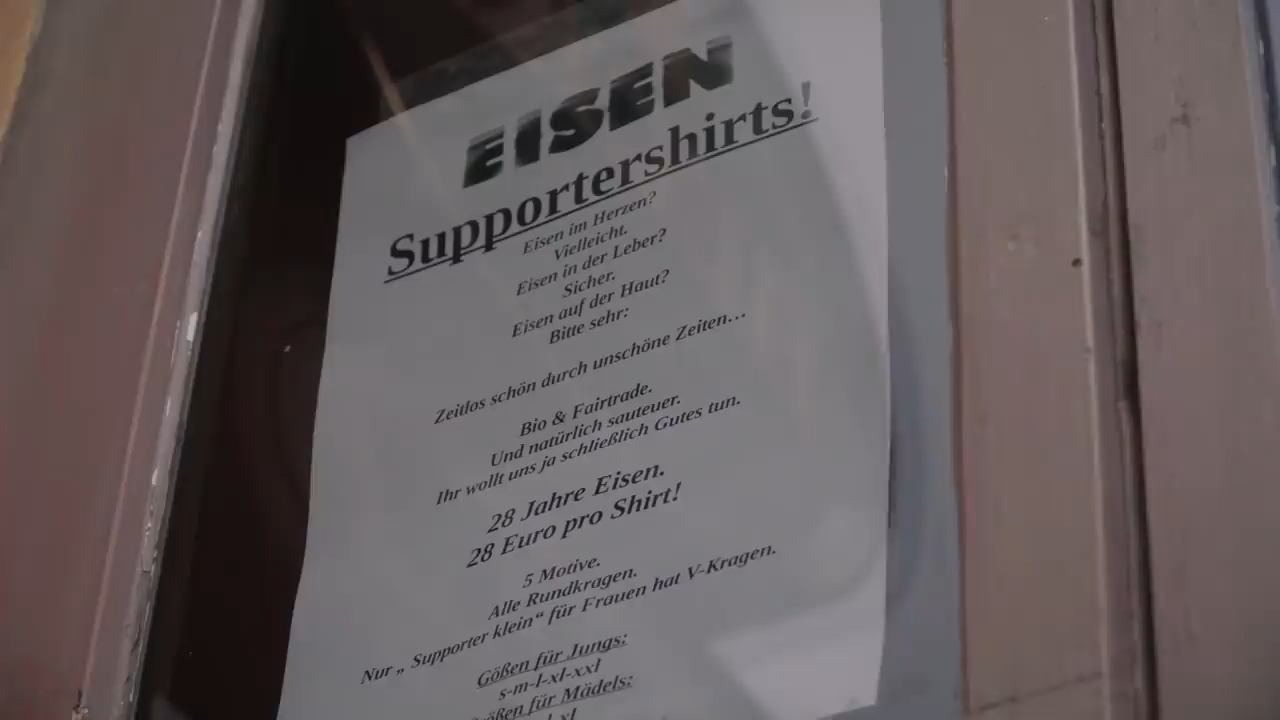 EISEN
Supportershirts!
Eisen im Herzen?
Vielleicht.
Eisen in der Leber?
Sicher.
Eisen auf der Haut?
Bitte sehr:
Zeitlos schön durch unschöne Zeiten...
Bio & Fairtrade.
Und natürlich sauteuer.
Ihr wollt uns ja schließlich Gutes tun.
28 Jahre Eisen.
28 Euro pro Shirt!
5 Motive.
Alle Rundkragen.
Nur „ Supporter klein“ für Frauen hat V-Kragen.
Gößen für Jungs:
s-m-l-xl-xxl
für Mädels: